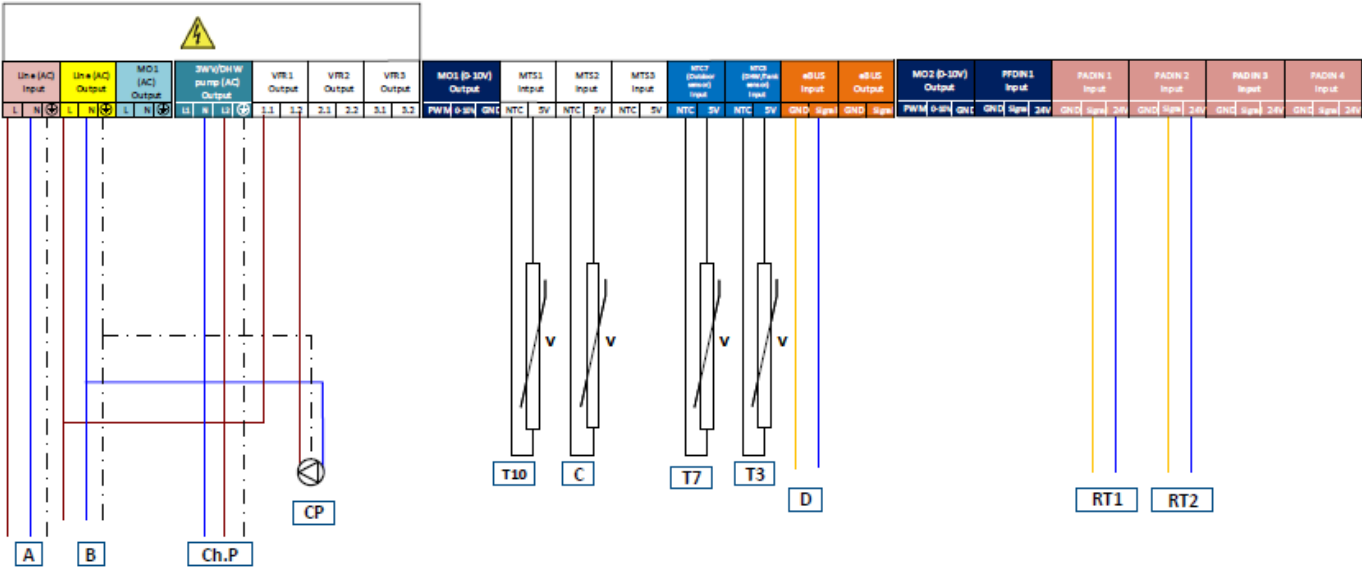 Line (AC)
Input
Line (AC)
Output
MO1
(AC)
Output
3WV/DHW
pump (AC)
Output
VFR1
Output
VFR2
Output
VFR3
Output
MO1 (0-10V)
Output
MTS1
Intput
MTS2
Input
MTS3
Input
NTC7
(Outdoor
sensor)
Input
NTC8
(DHW/Tank
sensor)
Input
eBUS
Input
eBUS
Output
MO2 (0-10V)
Output
PFDIN1
Input
PADIN 1
Input
PADIN 2
Input
PADIN 3
Input
PADIN 4
Input
L N L N L N L1 N L2 1.1 1.2 2.1 2.2 3.1 3.2 PWM 0-10V GND NTC 5V NTC 5V NTC 5V NTC 5V NTC 5V GND Signal GND Signal PWM 0-10V GND GND Signal 24V GND Signal 24V GND Signal 24V GND Signal 24V GND Signal 24V
V V V V
T10 C T7 T3 D RT1 RT2
CP
A B Ch.P